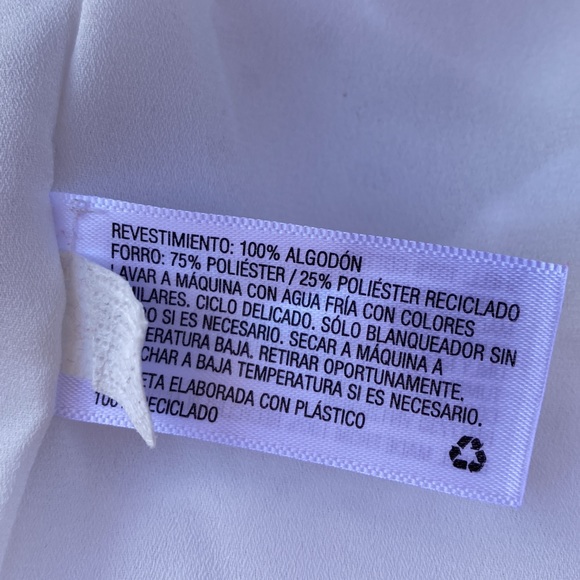 REVESTIMIENTO: 100% ALGODÓN
FORRO: 75% POLIÉSTER / 25% POLIÉSTER RECICLADO
LAVAR A MÁQUINA CON AGUA FRÍA CON COLORES
ILARES. CICLO DELICADO. SÓLO BLANQUEADOR SIN
DO SI ES NECESARIO. SECAR A MÁQUINA A
ERATURA BAJA. RETIRAR OPORTUNAMENTE.
CHAR A BAJA TEMPERATURA SI ES NECESARIO.
ETA ELABORADA CON PLÁSTICO
100 RECICLADO